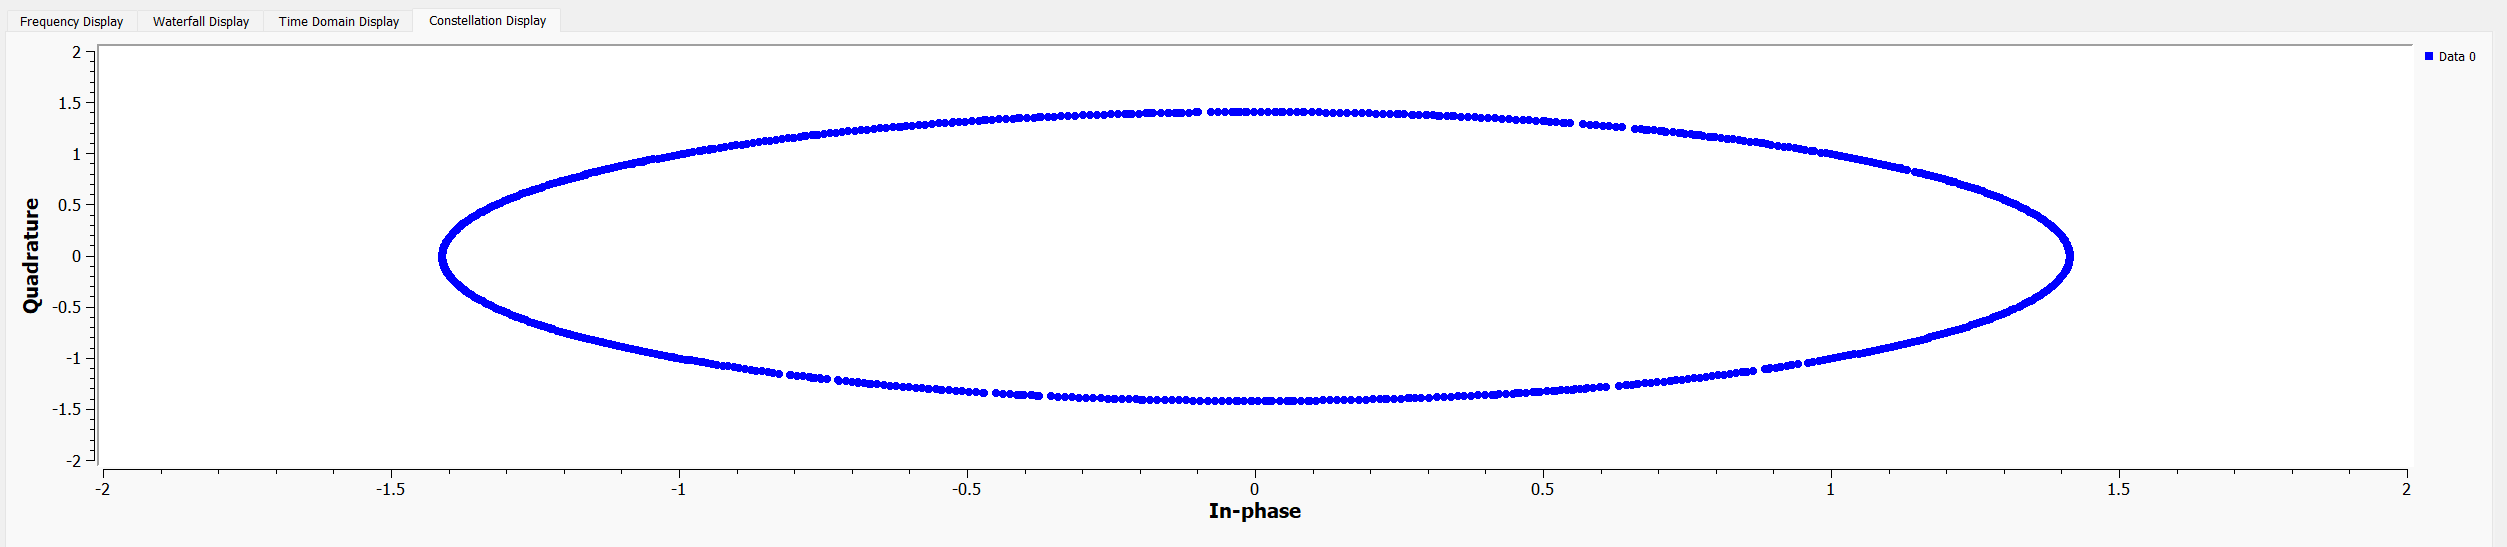 Frequency Display Waterfall Display Time Domain Display Constellation Display
Data 0
Quadrature
2
1.5
1
0.5
0
-0.5
-1
-1.5
-2
-2 -1.5 -1 -0.5 0 0.5 1 1.5 2
In-phase